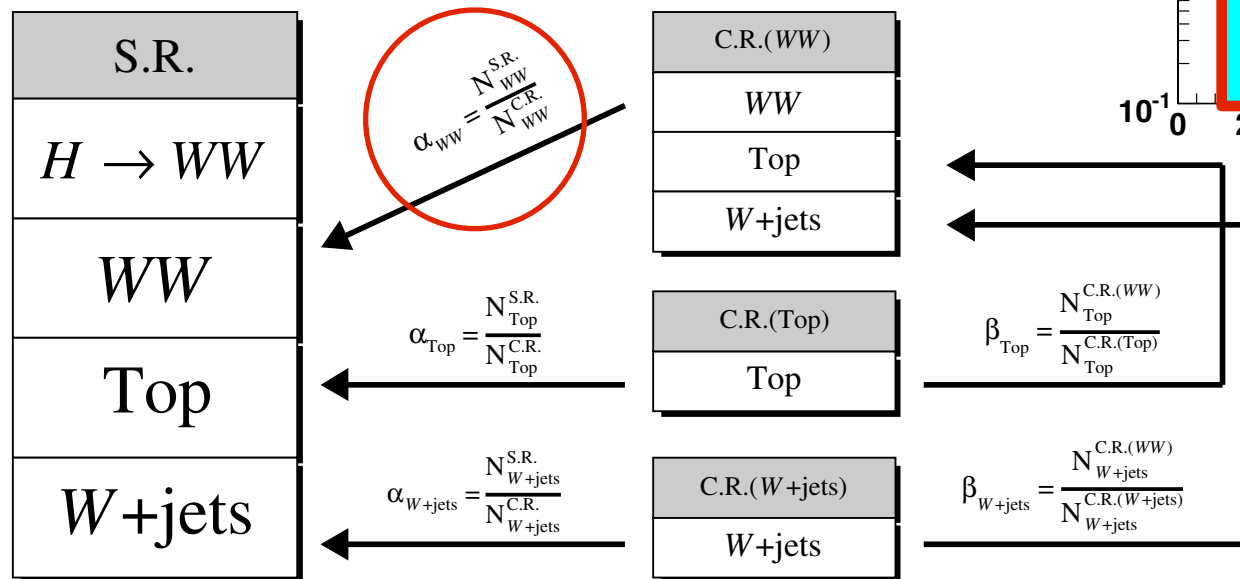 S.R.
H → WW
WW
Top
W+jets
α_WW = N^S.R._WW / N^C.R._WW
α_Top = N^S.R._Top / N^C.R._Top
α_W+jets = N^S.R._W+jets / N^C.R._W+jets
C.R.(WW)
WW
Top
W+jets
C.R.(Top)
Top
C.R.(W+jets)
W+jets
β_Top = N^C.R.(WW)_Top / N^C.R.(Top)_Top
β_W+jets = N^C.R.(WW)_W+jets / N^C.R.(W+jets)_W+jets
10^-1
0